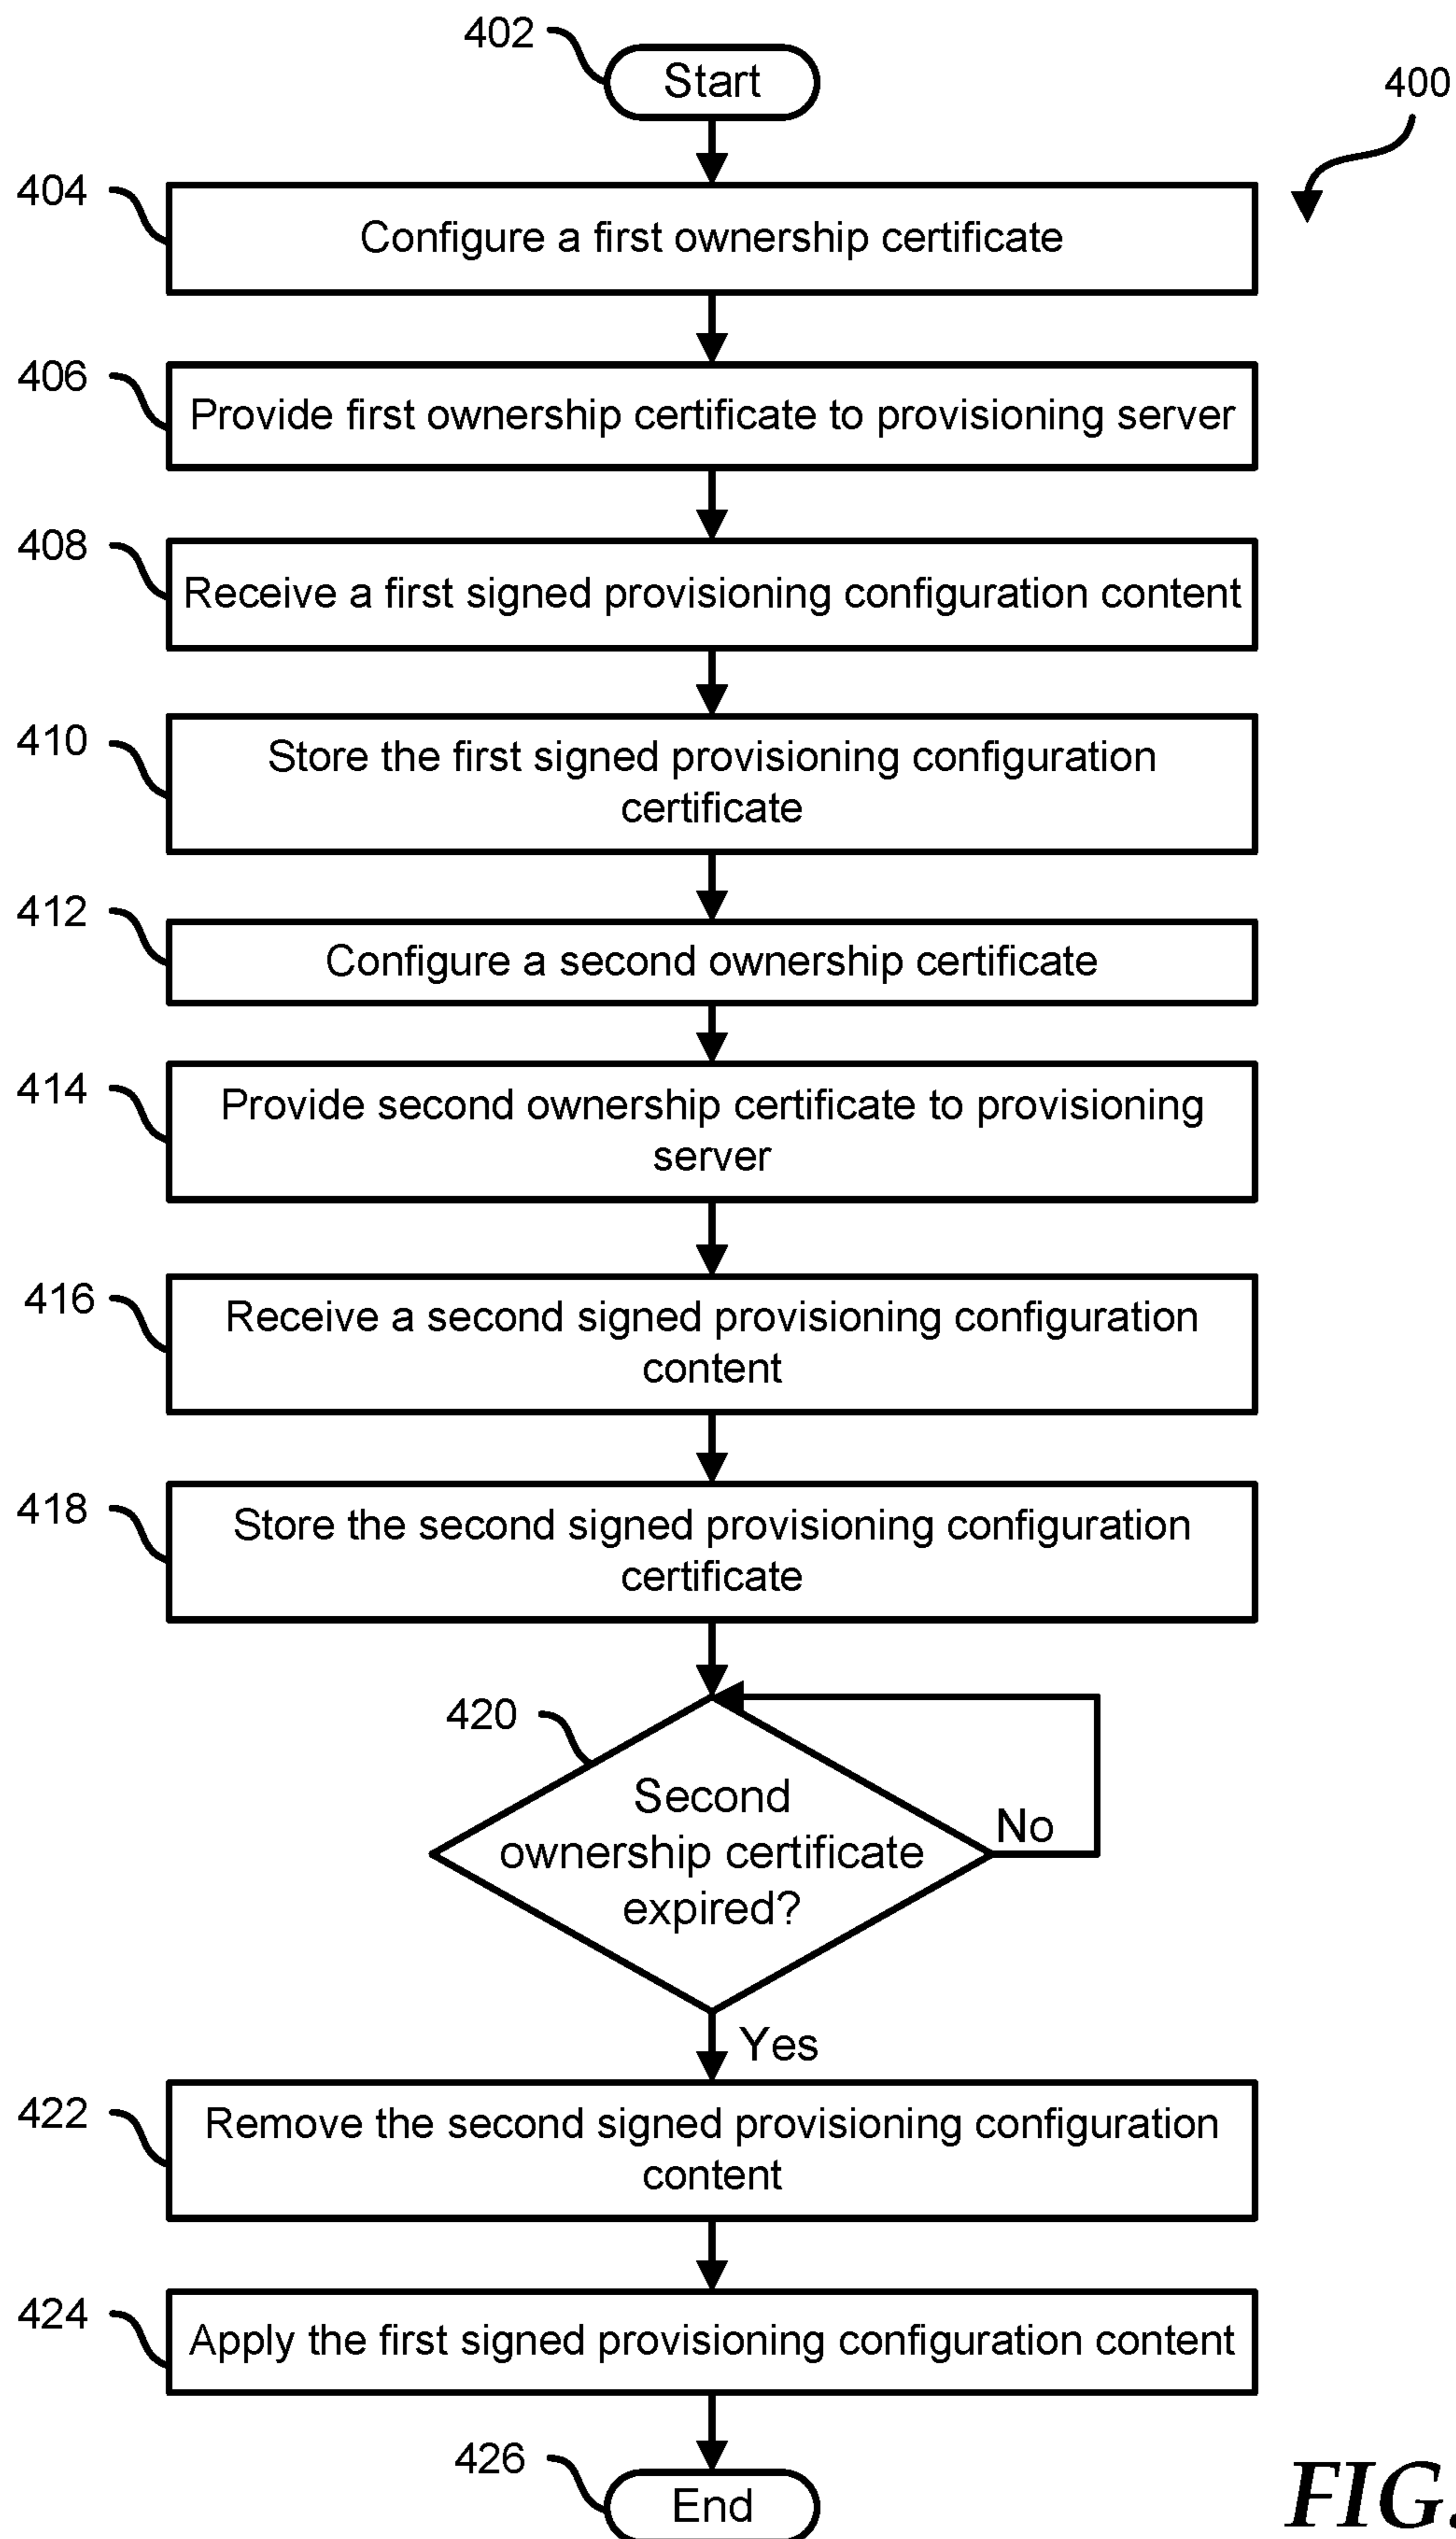 402
Start
400
404
Configure a first ownership certificate
406
Provide first ownership certificate to provisioning server
408
Receive a first signed provisioning configuration content
410
Store the first signed provisioning configuration
certificate
412
Configure a second ownership certificate
414
Provide second ownership certificate to provisioning
server
416
Receive a second signed provisioning configuration
content
418
Store the second signed provisioning configuration
certificate
420
Second
ownership certificate
expired?
No
Yes
422
Remove the second signed provisioning configuration
content
424
Apply the first signed provisioning configuration content
426
End
FIG.